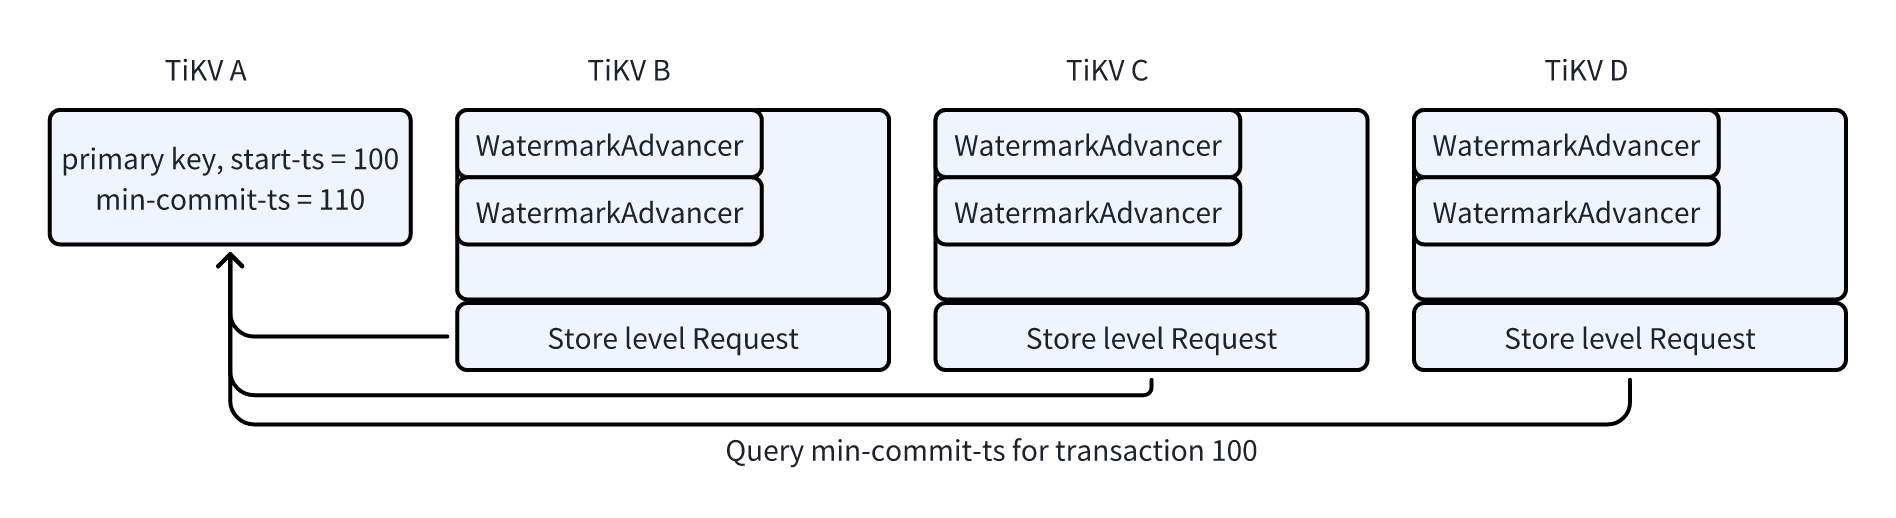 TiKV A
TiKV B
TiKV C
TiKV D
primary key, start-ts = 100
min-commit-ts = 110
WatermarkAdvancer
WatermarkAdvancer
Store level Request
WatermarkAdvancer
WatermarkAdvancer
Store level Request
WatermarkAdvancer
WatermarkAdvancer
Store level Request
Query min-commit-ts for transaction 100